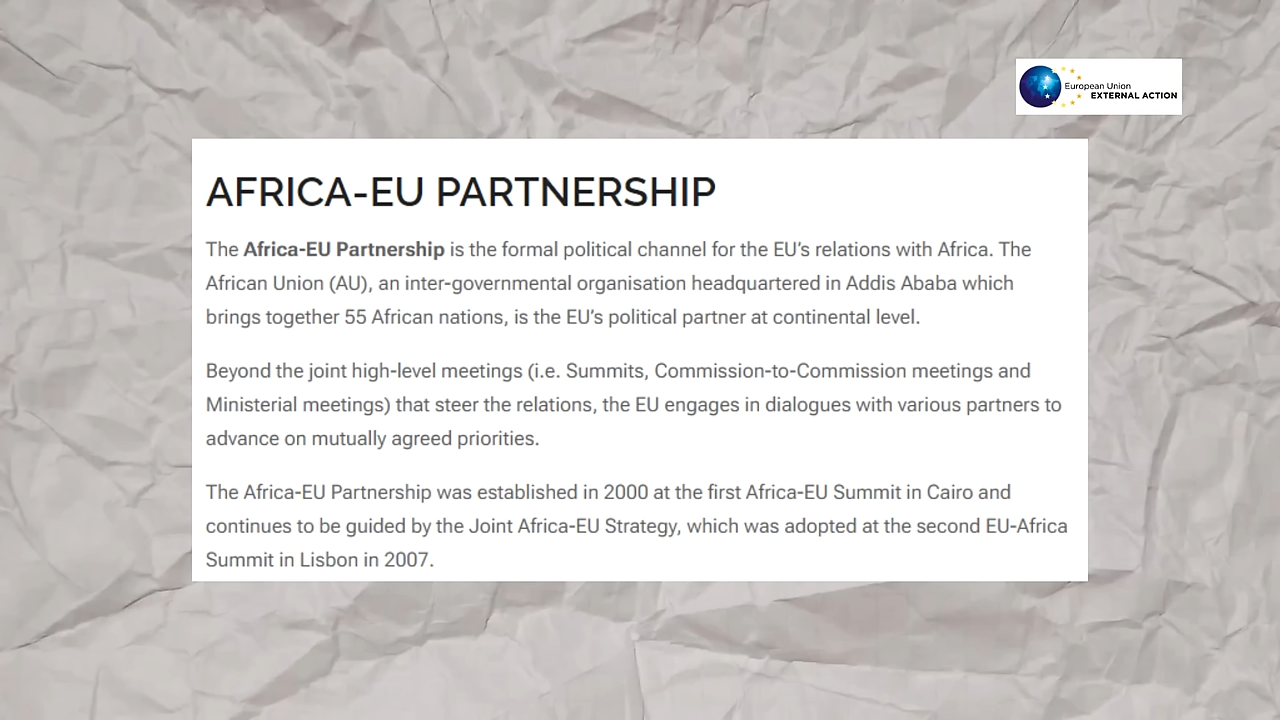 European Union
EXTERNAL ACTION
AFRICA-EU PARTNERSHIP
The Africa-EU Partnership is the formal political channel for the EU's relations with Africa. The
African Union (AU), an inter-governmental organisation headquartered in Addis Ababa which
brings together 55 African nations, is the EU's political partner at continental level.
Beyond the joint high-level meetings (i.e. Summits, Commission-to-Commission meetings and
Ministerial meetings) that steer the relations, the EU engages in dialogues with various partners to
advance on mutually agreed priorities.
The Africa-EU Partnership was established in 2000 at the first Africa-EU Summit in Cairo and
continues to be guided by the Joint Africa-EU Strategy, which was adopted at the second EU-Africa
Summit in Lisbon in 2007.